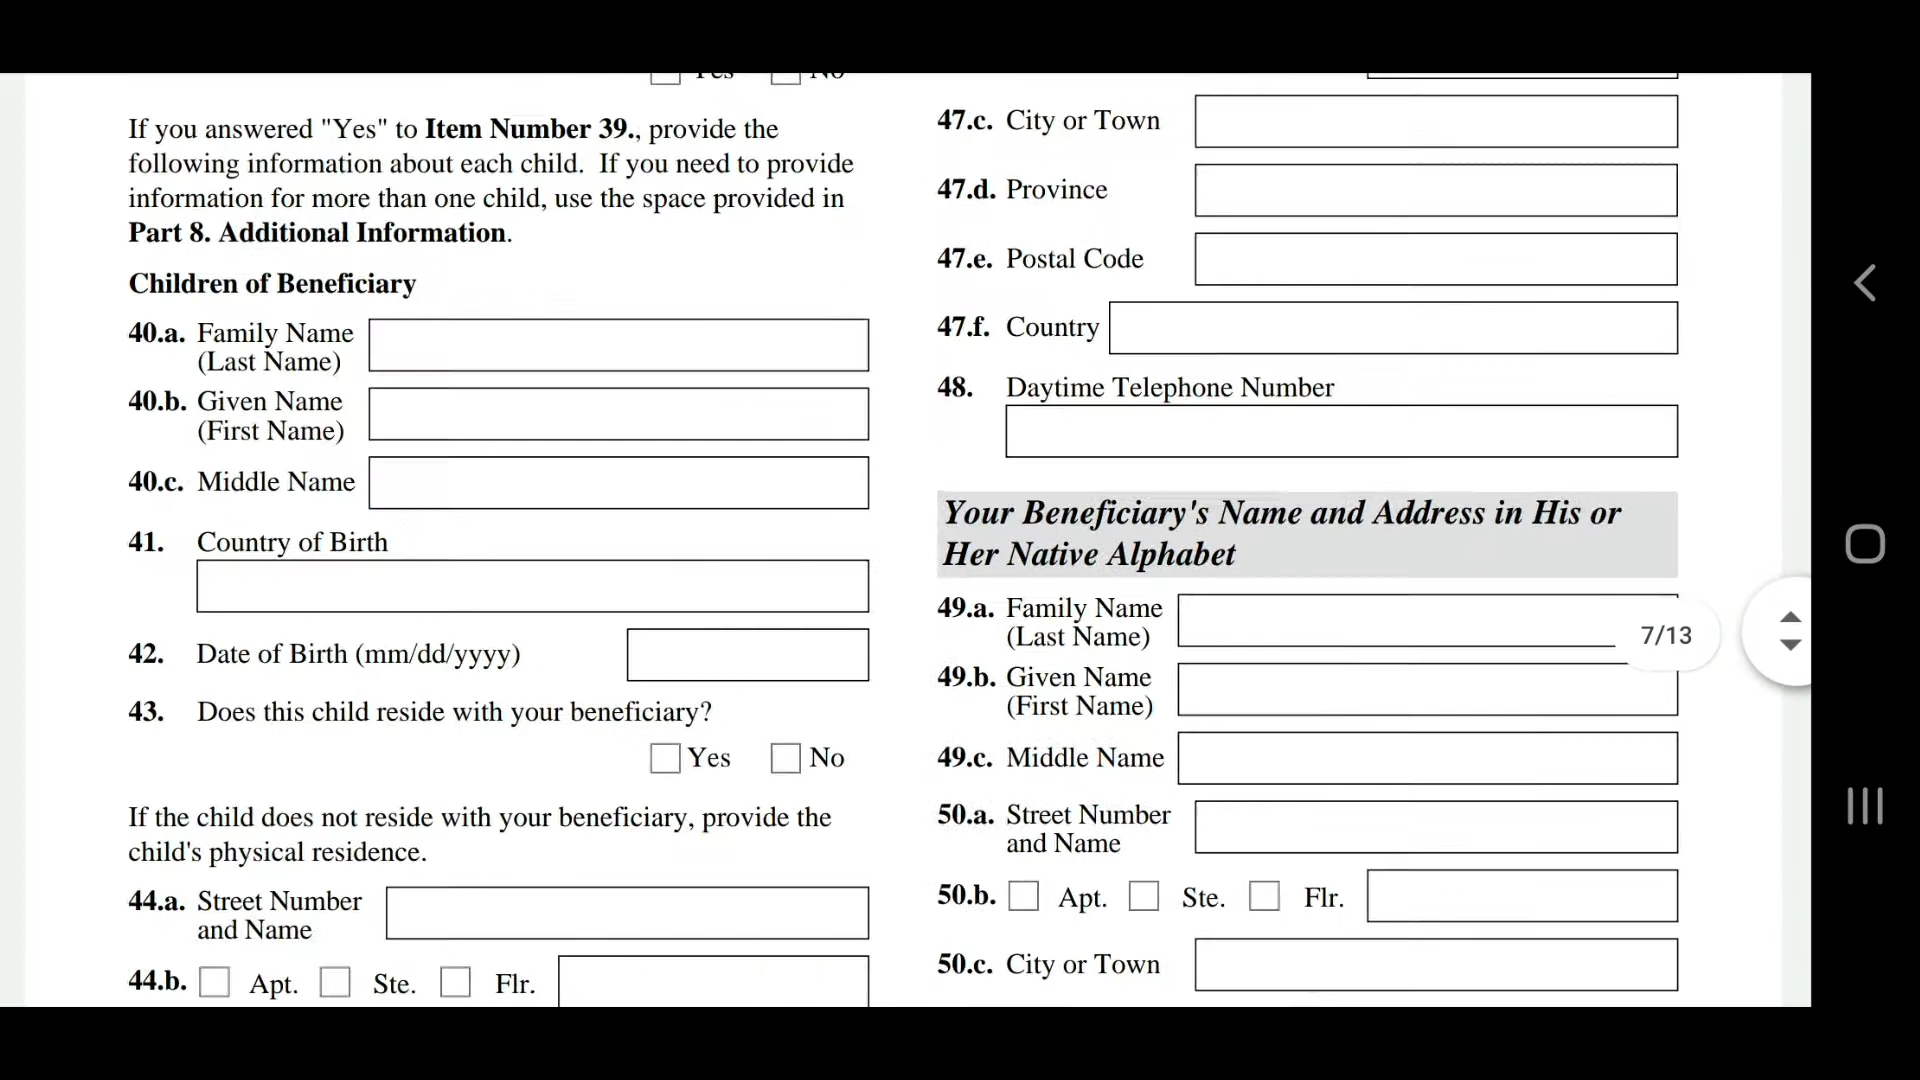 Yes No
If you answered "Yes" to Item Number 39., provide the
following information about each child. If you need to provide
information for more than one child, use the space provided in
Part 8. Additional Information.
Children of Beneficiary
40.a. Family Name
(Last Name)
40.b. Given Name
(First Name)
40.c. Middle Name
41. Country of Birth
42. Date of Birth (mm/dd/yyyy)
43. Does this child reside with your beneficiary?
Yes No
If the child does not reside with your beneficiary, provide the
child's physical residence.
44.a. Street Number
and Name
44.b. Apt. Ste. Flr.
47.c. City or Town
47.d. Province
47.e. Postal Code
47.f. Country
48. Daytime Telephone Number
Your Beneficiary's Name and Address in His or
Her Native Alphabet
49.a. Family Name
(Last Name)
7/13
49.b. Given Name
(First Name)
49.c. Middle Name
50.a. Street Number
and Name
50.b. Apt. Ste. Flr.
50.c. City or Town